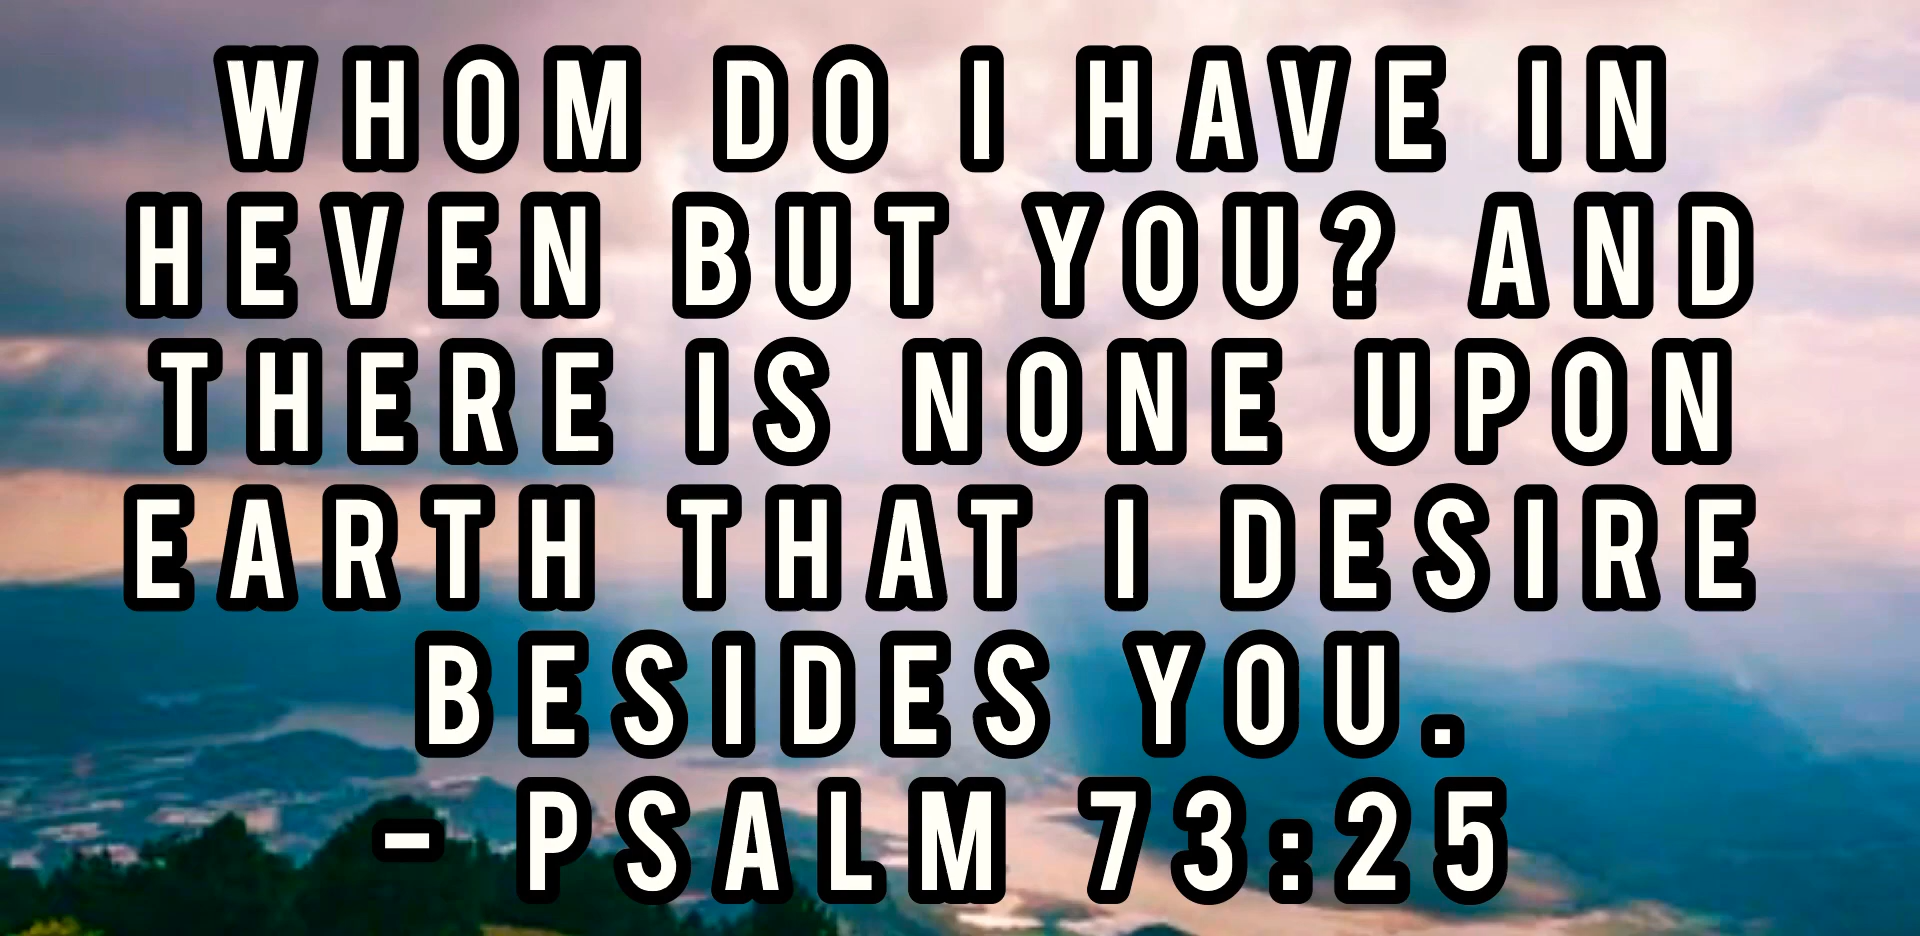 WHOM DO I HAVE IN
HEVEN BUT YOU? AND
THERE IS NONE UPON
EARTH THAT I DESIRE
BESIDES YOU.
- PSALM 73:25